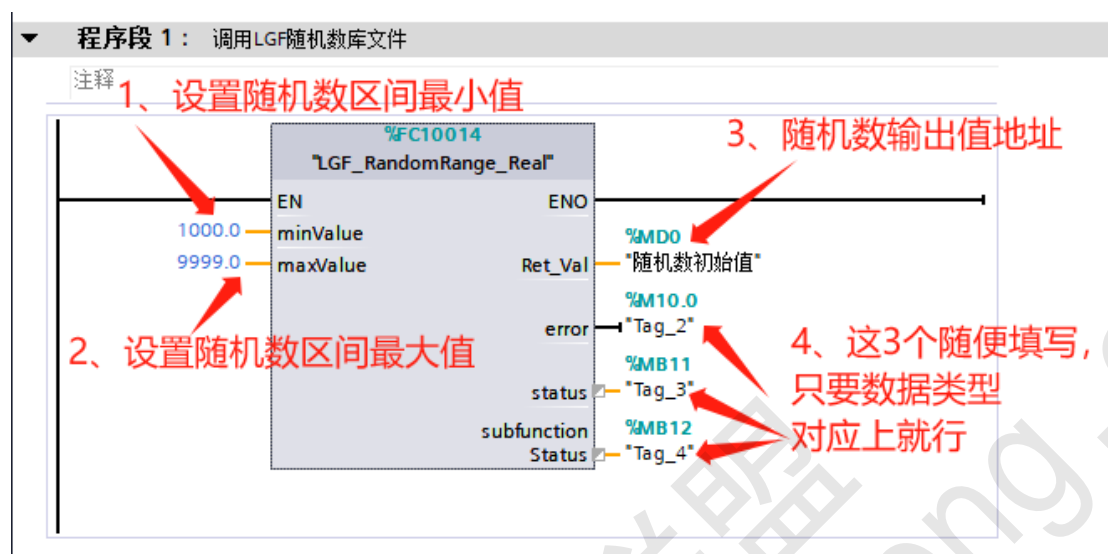 程序段 1： 调用LGF随机数库文件
注释
1、设置随机数区间最小值
%FC10014
"LGF_RandomRange_Real"
3、随机数输出值地址
EN
ENO
1000.0
minValue
%MD0
9999.0
maxValue
Ret_Val
"随机数初始值"
%M10.0
error
"Tag_2"
2、设置随机数区间最大值
4、这3个随便填写，
%MB11
status
"Tag_3"
只要数据类型
subfunction
%MB12
对应上就行
Status
"Tag_4"